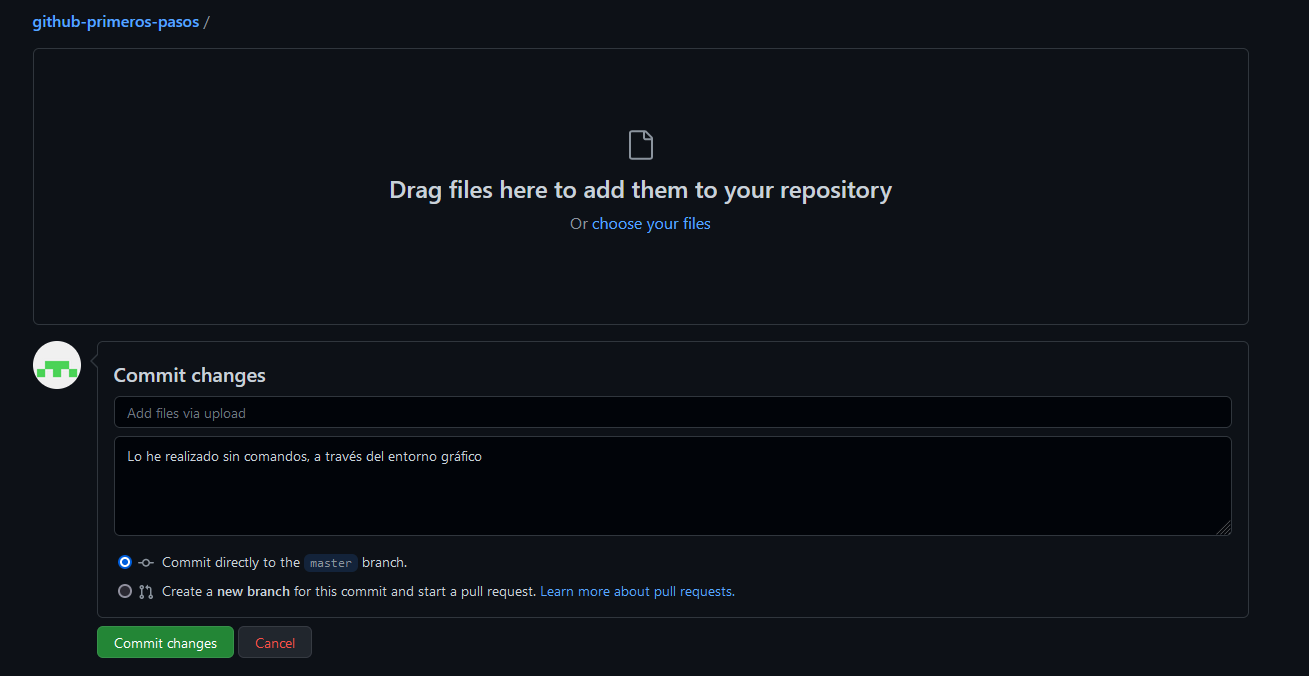 github-primeros-pasos /
Drag files here to add them to your repository
Or choose your files
Commit changes
Add files via upload
Lo he realizado sin comandos, a través del entorno gráfico
Commit directly to the master branch.
Create a new branch for this commit and start a pull request. Learn more about pull requests.
Commit changes Cancel